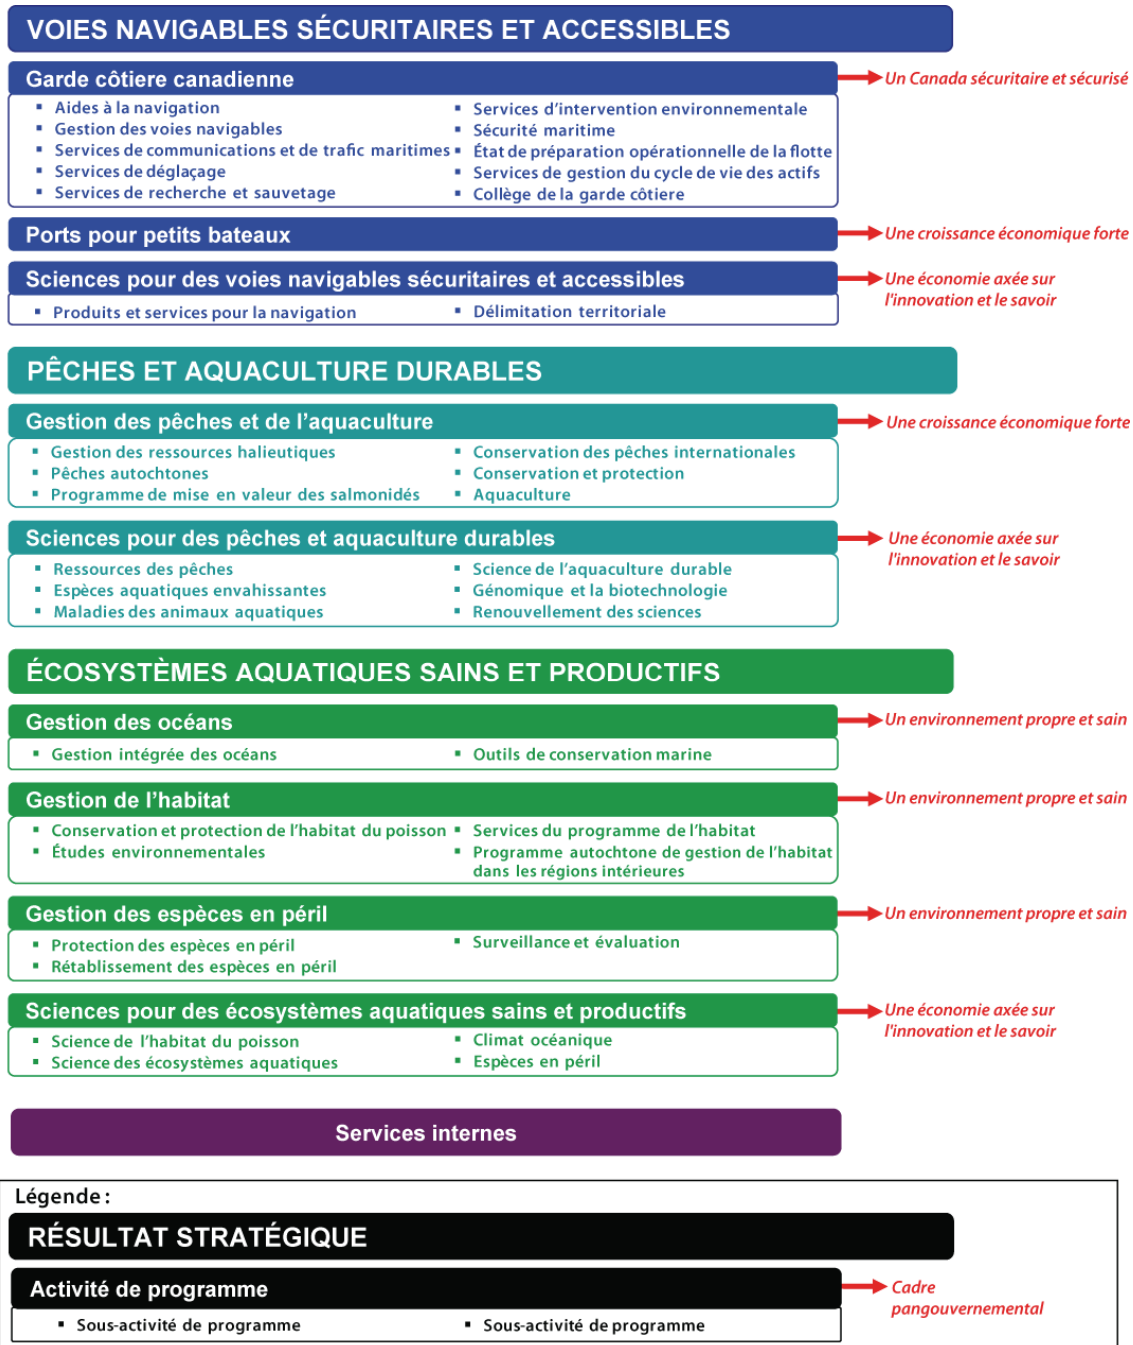 VOIES NAVIGABLES SÉCURITAIRES ET ACCESSIBLES
Garde côtiere canadienne
Un Canada sécuritaire et sécurisé
▪ Aides à la navigation
▪ Gestion des voies navigables
▪ Services de communications et de trafic maritimes
▪ Services de déglaçage
▪ Services de recherche et sauvetage
▪ Services d'intervention environnementale
▪ Sécurité maritime
▪ État de préparation opérationnelle de la flotte
▪ Services de gestion du cycle de vie des actifs
▪ Collège de la garde côtiere
Ports pour petits bateaux
Une croissance économique forte
Sciences pour des voies navigables sécuritaires et accessibles
Une économie axée sur
l'innovation et le savoir
▪ Produits et services pour la navigation
▪ Délimitation territoriale
PÊCHES ET AQUACULTURE DURABLES
Gestion des pêches et de l'aquaculture
Une croissance économique forte
▪ Gestion des ressources halieutiques
▪ Pêches autochtones
▪ Programme de mise en valeur des salmonidés
▪ Conservation des pêches internationales
▪ Conservation et protection
▪ Aquaculture
Sciences pour des pêches et aquaculture durables
Une économie axée sur
l'innovation et le savoir
▪ Ressources des pêches
▪ Espèces aquatiques envahissantes
▪ Maladies des animaux aquatiques
▪ Science de l'aquaculture durable
▪ Génomique et la biotechnologie
▪ Renouvellement des sciences
ÉCOSYSTÈMES AQUATIQUES SAINS ET PRODUCTIFS
Gestion des océans
Un environnement propre et sain
▪ Gestion intégrée des océans
▪ Outils de conservation marine
Gestion de l'habitat
Un environnement propre et sain
▪ Conservation et protection de l'habitat du poisson
▪ Études environnementales
▪ Services du programme de l'habitat
▪ Programme autochtone de gestion de l'habitat
dans les régions intérieures
Gestion des espèces en péril
Un environnement propre et sain
▪ Protection des espèces en péril
▪ Rétablissement des espèces en péril
▪ Surveillance et évaluation
Sciences pour des écosystèmes aquatiques sains et productifs
Une économie axée sur
l'innovation et le savoir
▪ Science de l'habitat du poisson
▪ Science des écosystèmes aquatiques
▪ Climat océanique
▪ Espèces en péril
Services internes
Légende :
RÉSULTAT STRATÉGIQUE
Activité de programme
Cadre
pangouvernemental
▪ Sous-activité de programme
▪ Sous-activité de programme